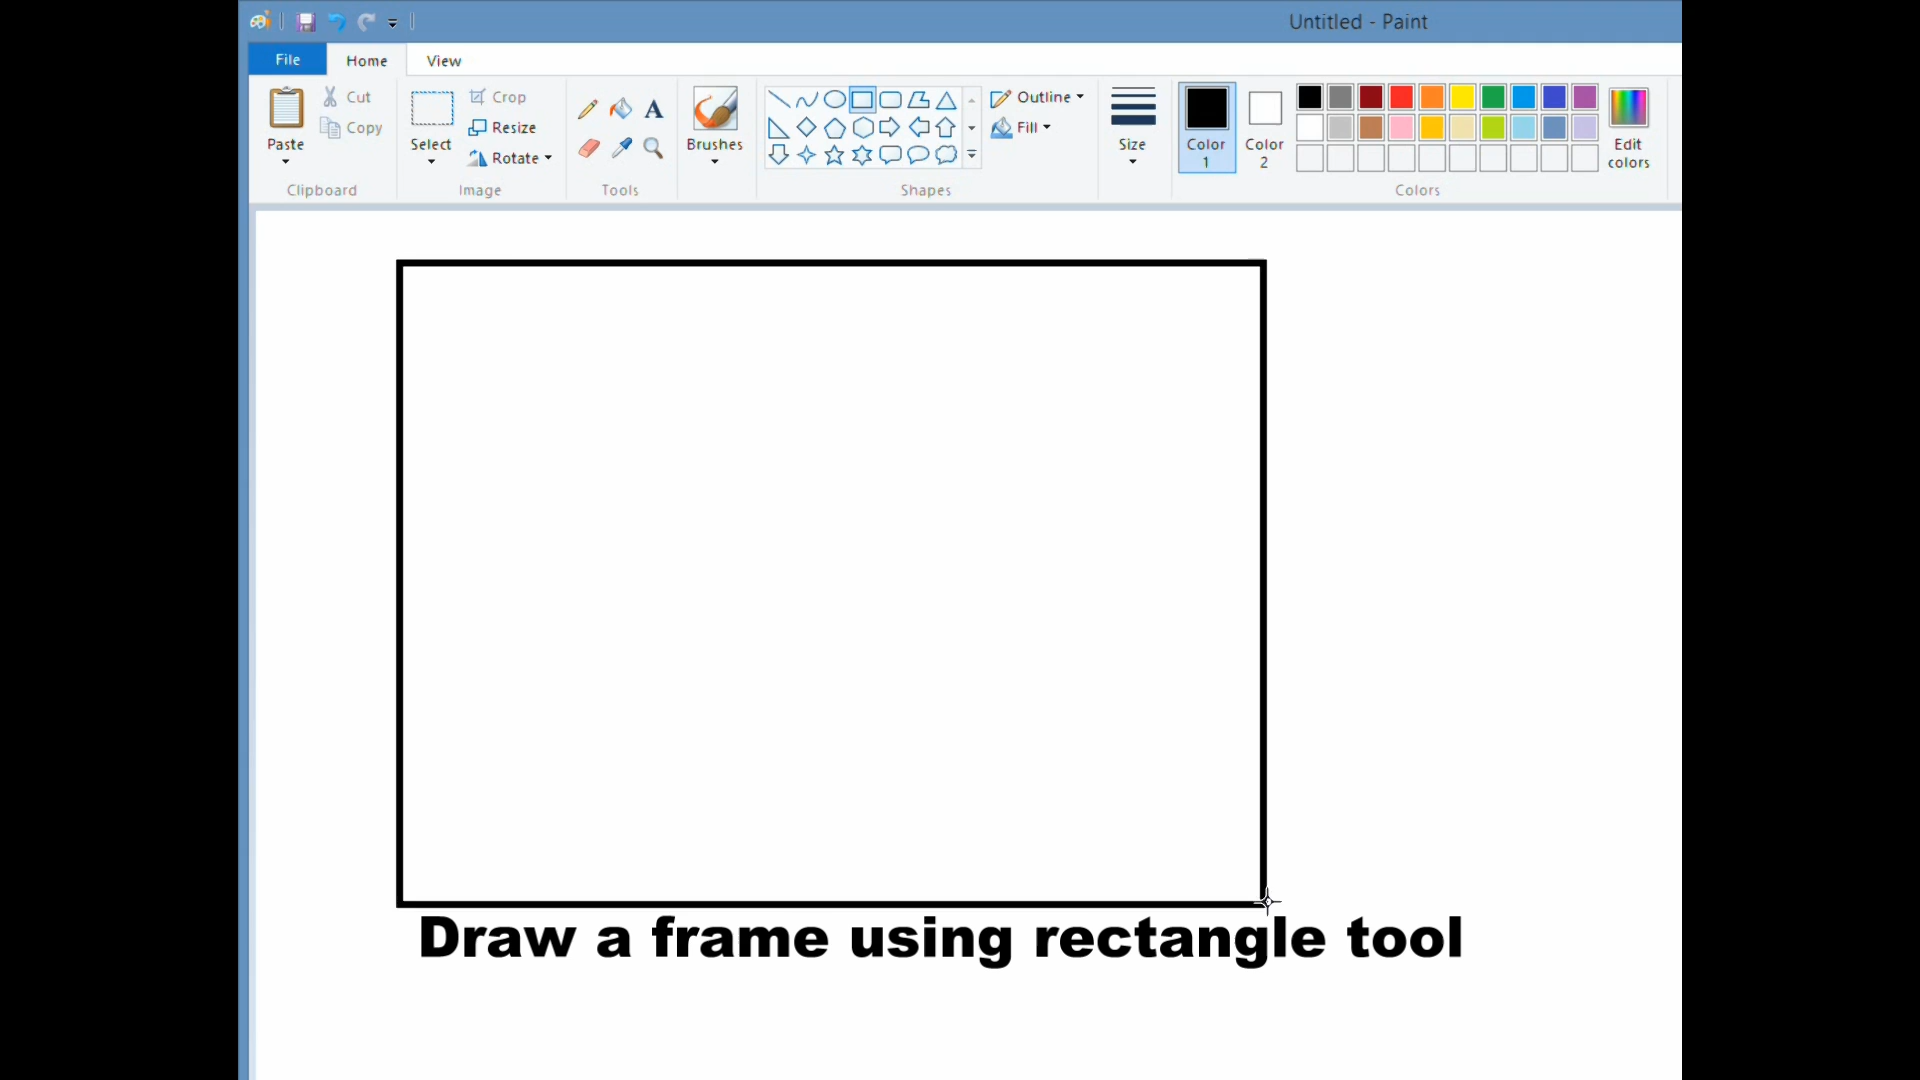 Untitled - Paint
File Home View
Paste
Cut
Copy
Clipboard
Select
Crop
Resize
Rotate
Image
A
Tools
Brushes
Outline
Fill
Shapes
Size
Color 1
Color 2
Edit colors
Colors
Draw a frame using rectangle tool